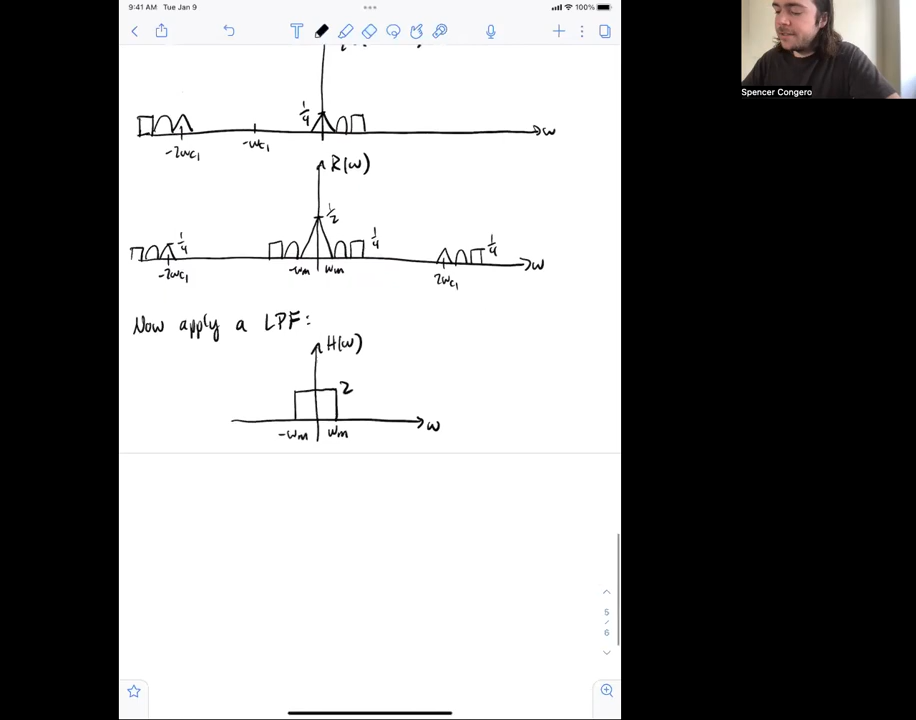 9:41 AM Tue Jan 9
100%
Spencer Congero
1/4
-2ωc₁
-ωc₁
ω
R(ω)
1/2
1/4
1/4
1/4
-2ωc₁
-ωm
ωm
2ωc₁
ω
Now apply a LPF:
H(ω)
2
-ωm
ωm
ω
5
/
6